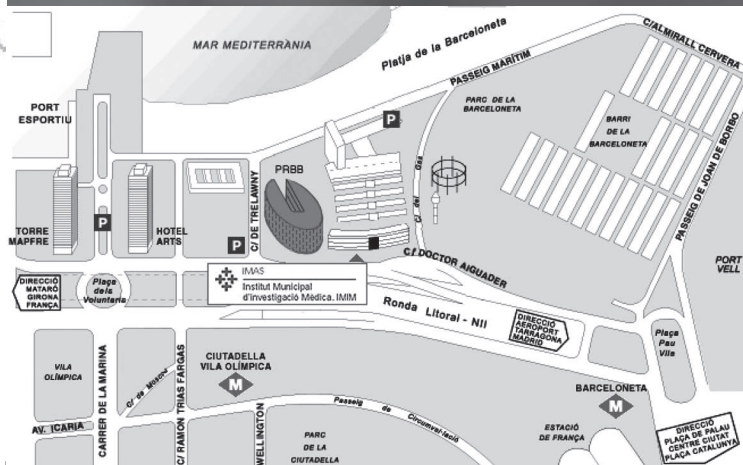 MAR MEDITERRÀNIA
Platja de la Barceloneta
C/ALMIRALL CERVERA
PASSEIG MARÍTIM
PARC DE LA
BARCELONETA
PORT
ESPORTIU
P
BARRI
DE LA
BARCELONETA
PASSEIG DE JOAN DE BORBO
PRBB
C/ del Gas
C/ DE TRELAWNY
TORRE
MAPFRE
P
HOTEL
ARTS
P
C/ DOCTOR AIGUADER
PORT
VELL
DIRECCIÓ
MATARÓ
GIRONA
FRANÇA
Plaça
dels
Voluntaris
IMAS
Institut Municipal
d'Investigació Mèdica. IMIM
Ronda Litoral - NII
DIRECCIÓ
AEROPORT
TARRAGONA
MADRID
Plaça
Pau
Vila
VILA
OLÍMPICA
CARRER DE LA MARINA
C/ de Moscou
C/ RAMON TRIAS FARGAS
CIUTADELLA
VILA OLÍMPICA
M
BARCELONETA
M
AV. ICARIA
WELLINGTON
Passeig de Circumval·lació
PARC
DE LA
CIUTADELLA
ESTACIÓ
DE FRANÇA
DIRECCIÓ
PLAÇA DE PALAU
CENTRE CIUTAT
PLAÇA CATALUNYA